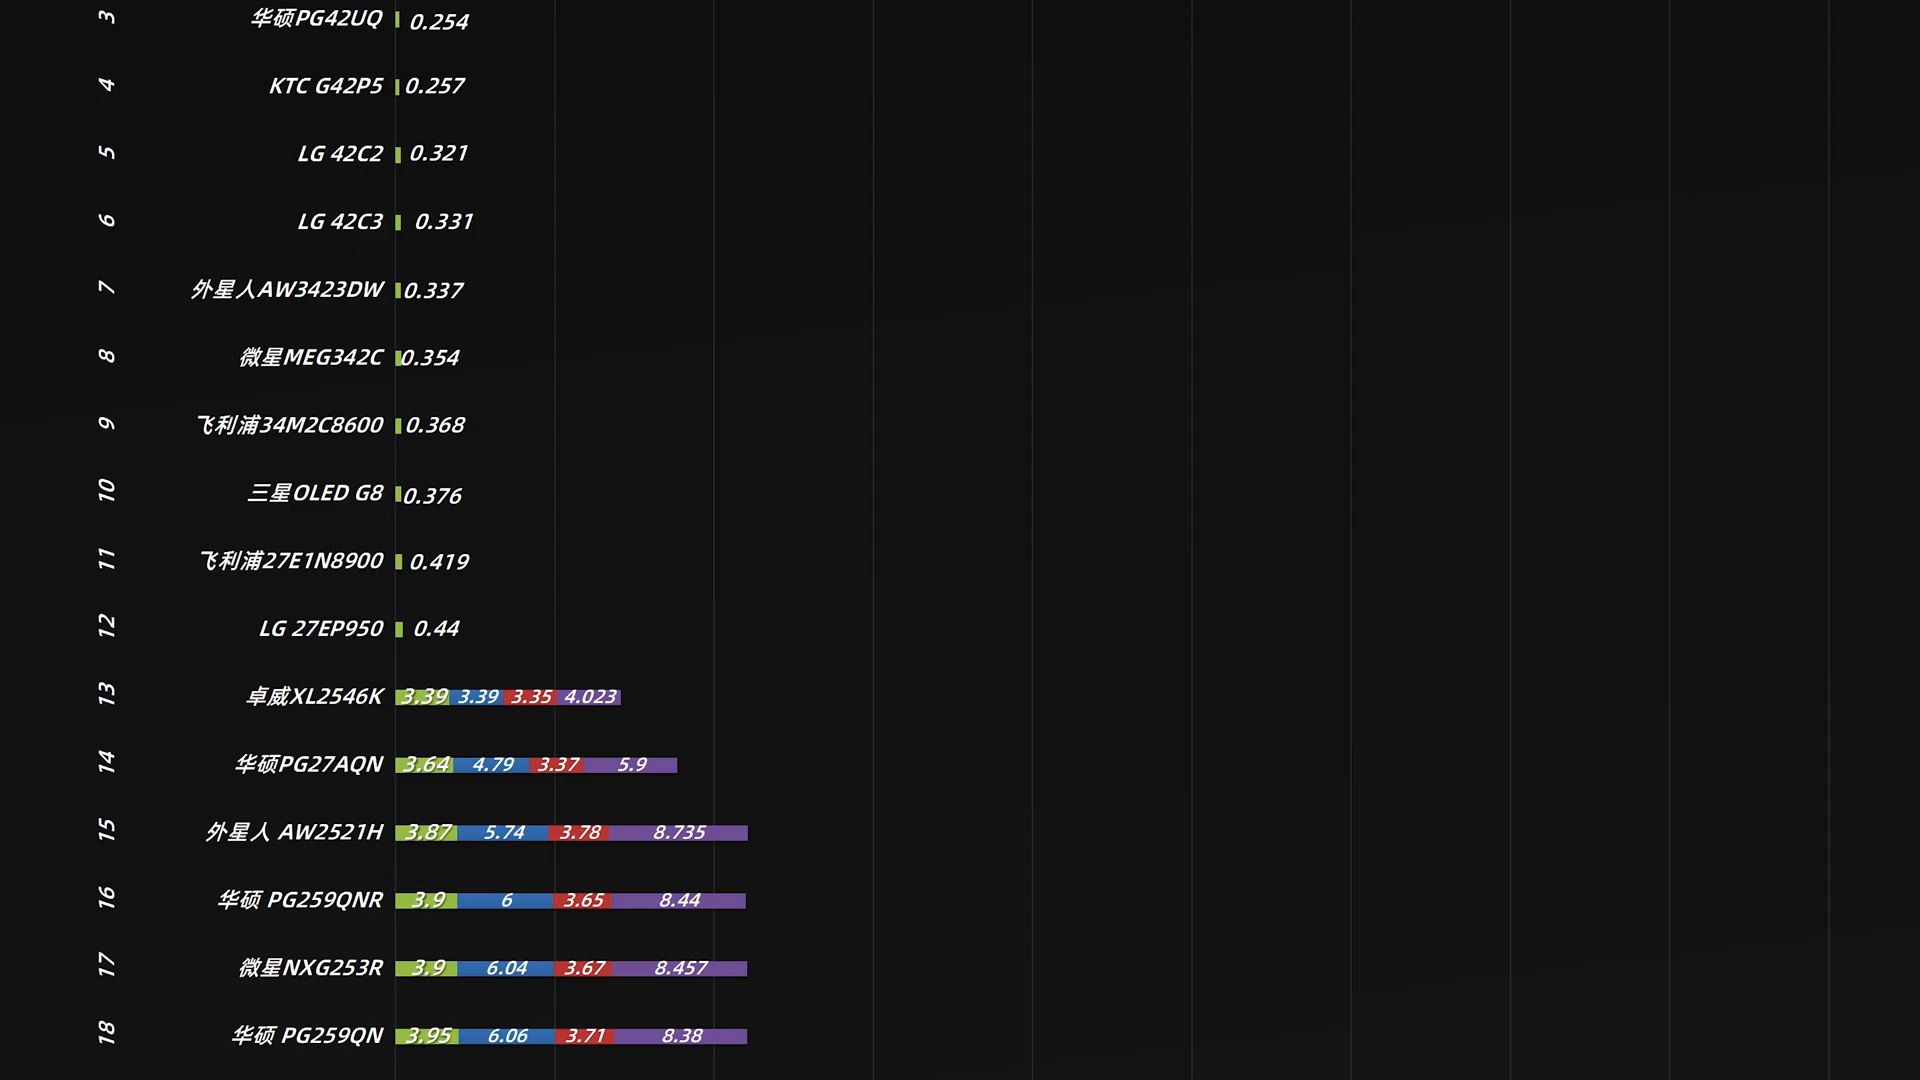 3 华硕PG42UQ 0.254
4 KTC G42P5 0.257
5 LG 42C2 0.321
6 LG 42C3 0.331
7 外星人AW3423DW 0.337
8 微星MEG342C 0.354
9 飞利浦34M2C8600 0.368
10 三星OLED G8 0.376
11 飞利浦27E1N8900 0.419
12 LG 27EP950 0.44
13 卓威XL2546K 3.39 3.39 3.35 4.023
14 华硕PG27AQN 3.64 4.79 3.37 5.9
15 外星人 AW2521H 3.87 5.74 3.78 8.735
16 华硕 PG259QNR 3.9 6 3.65 8.44
17 微星NXG253R 3.9 6.04 3.67 8.457
18 华硕 PG259QN 3.95 6.06 3.71 8.38